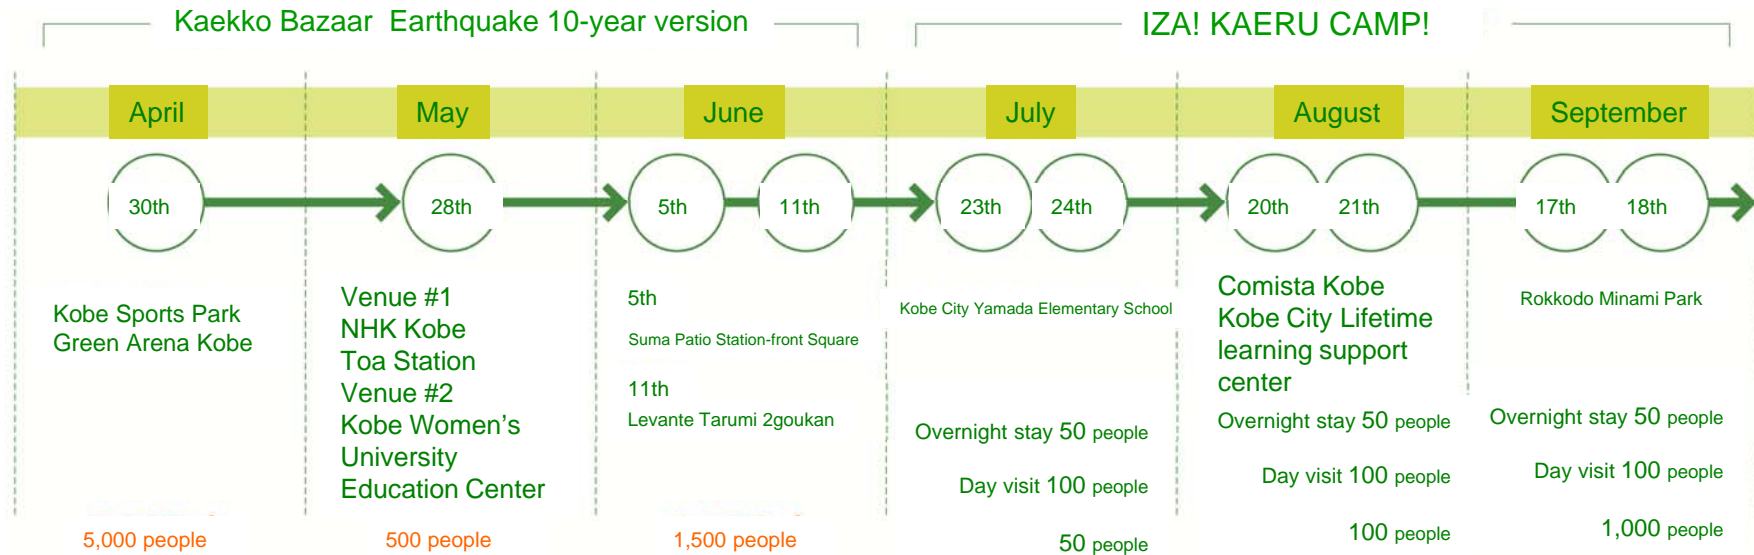 Kaekko Bazaar  Earthquake 10-year version
IZA! KAERU CAMP!
April
May
June
July
August
September
30th
28th
5th
11th
23th
24th
20th
21th
17th
18th
Kobe Sports Park
Green Arena Kobe
5,000 people
Venue #1
NHK Kobe
Toa Station
Venue #2
Kobe Women's
University
Education Center
500 people
5th
Suma Patio Station-front Square
11th
Levante Tarumi 2goukan
1,500 people
Kobe City Yamada Elementary School
Overnight stay 50 people
Day visit 100 people
50 people
Comista Kobe
Kobe City Lifetime
learning support
center
Overnight stay 50 people
Day visit 100 people
100 people
Rokkodo Minami Park
Overnight stay 50 people
Day visit 100 people
1,000 people